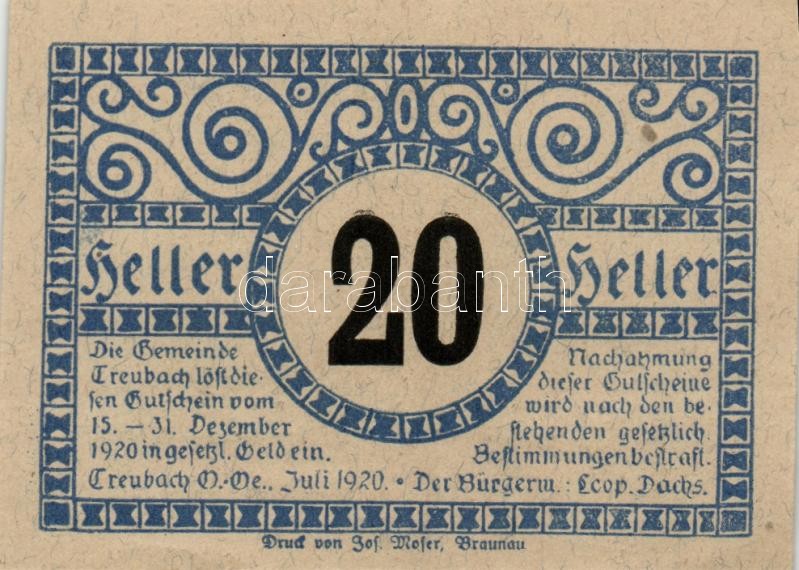 20
Heller
Heller
darabanth
Die Gemeinde
Treubach löst die-
sen Gutschein vom
15. – 31. Dezember
1920 in gesetzl. Geld ein.
Nachahmung
dieser Gutscheine
wird nach den be-
stehenden gesetzlich.
Bestimmungen bestraft.
Treubach O.-Oe., Juli 1920. • Der Bürgerm.: Leop. Dachs.
Druck von Jos. Moser, Braunau